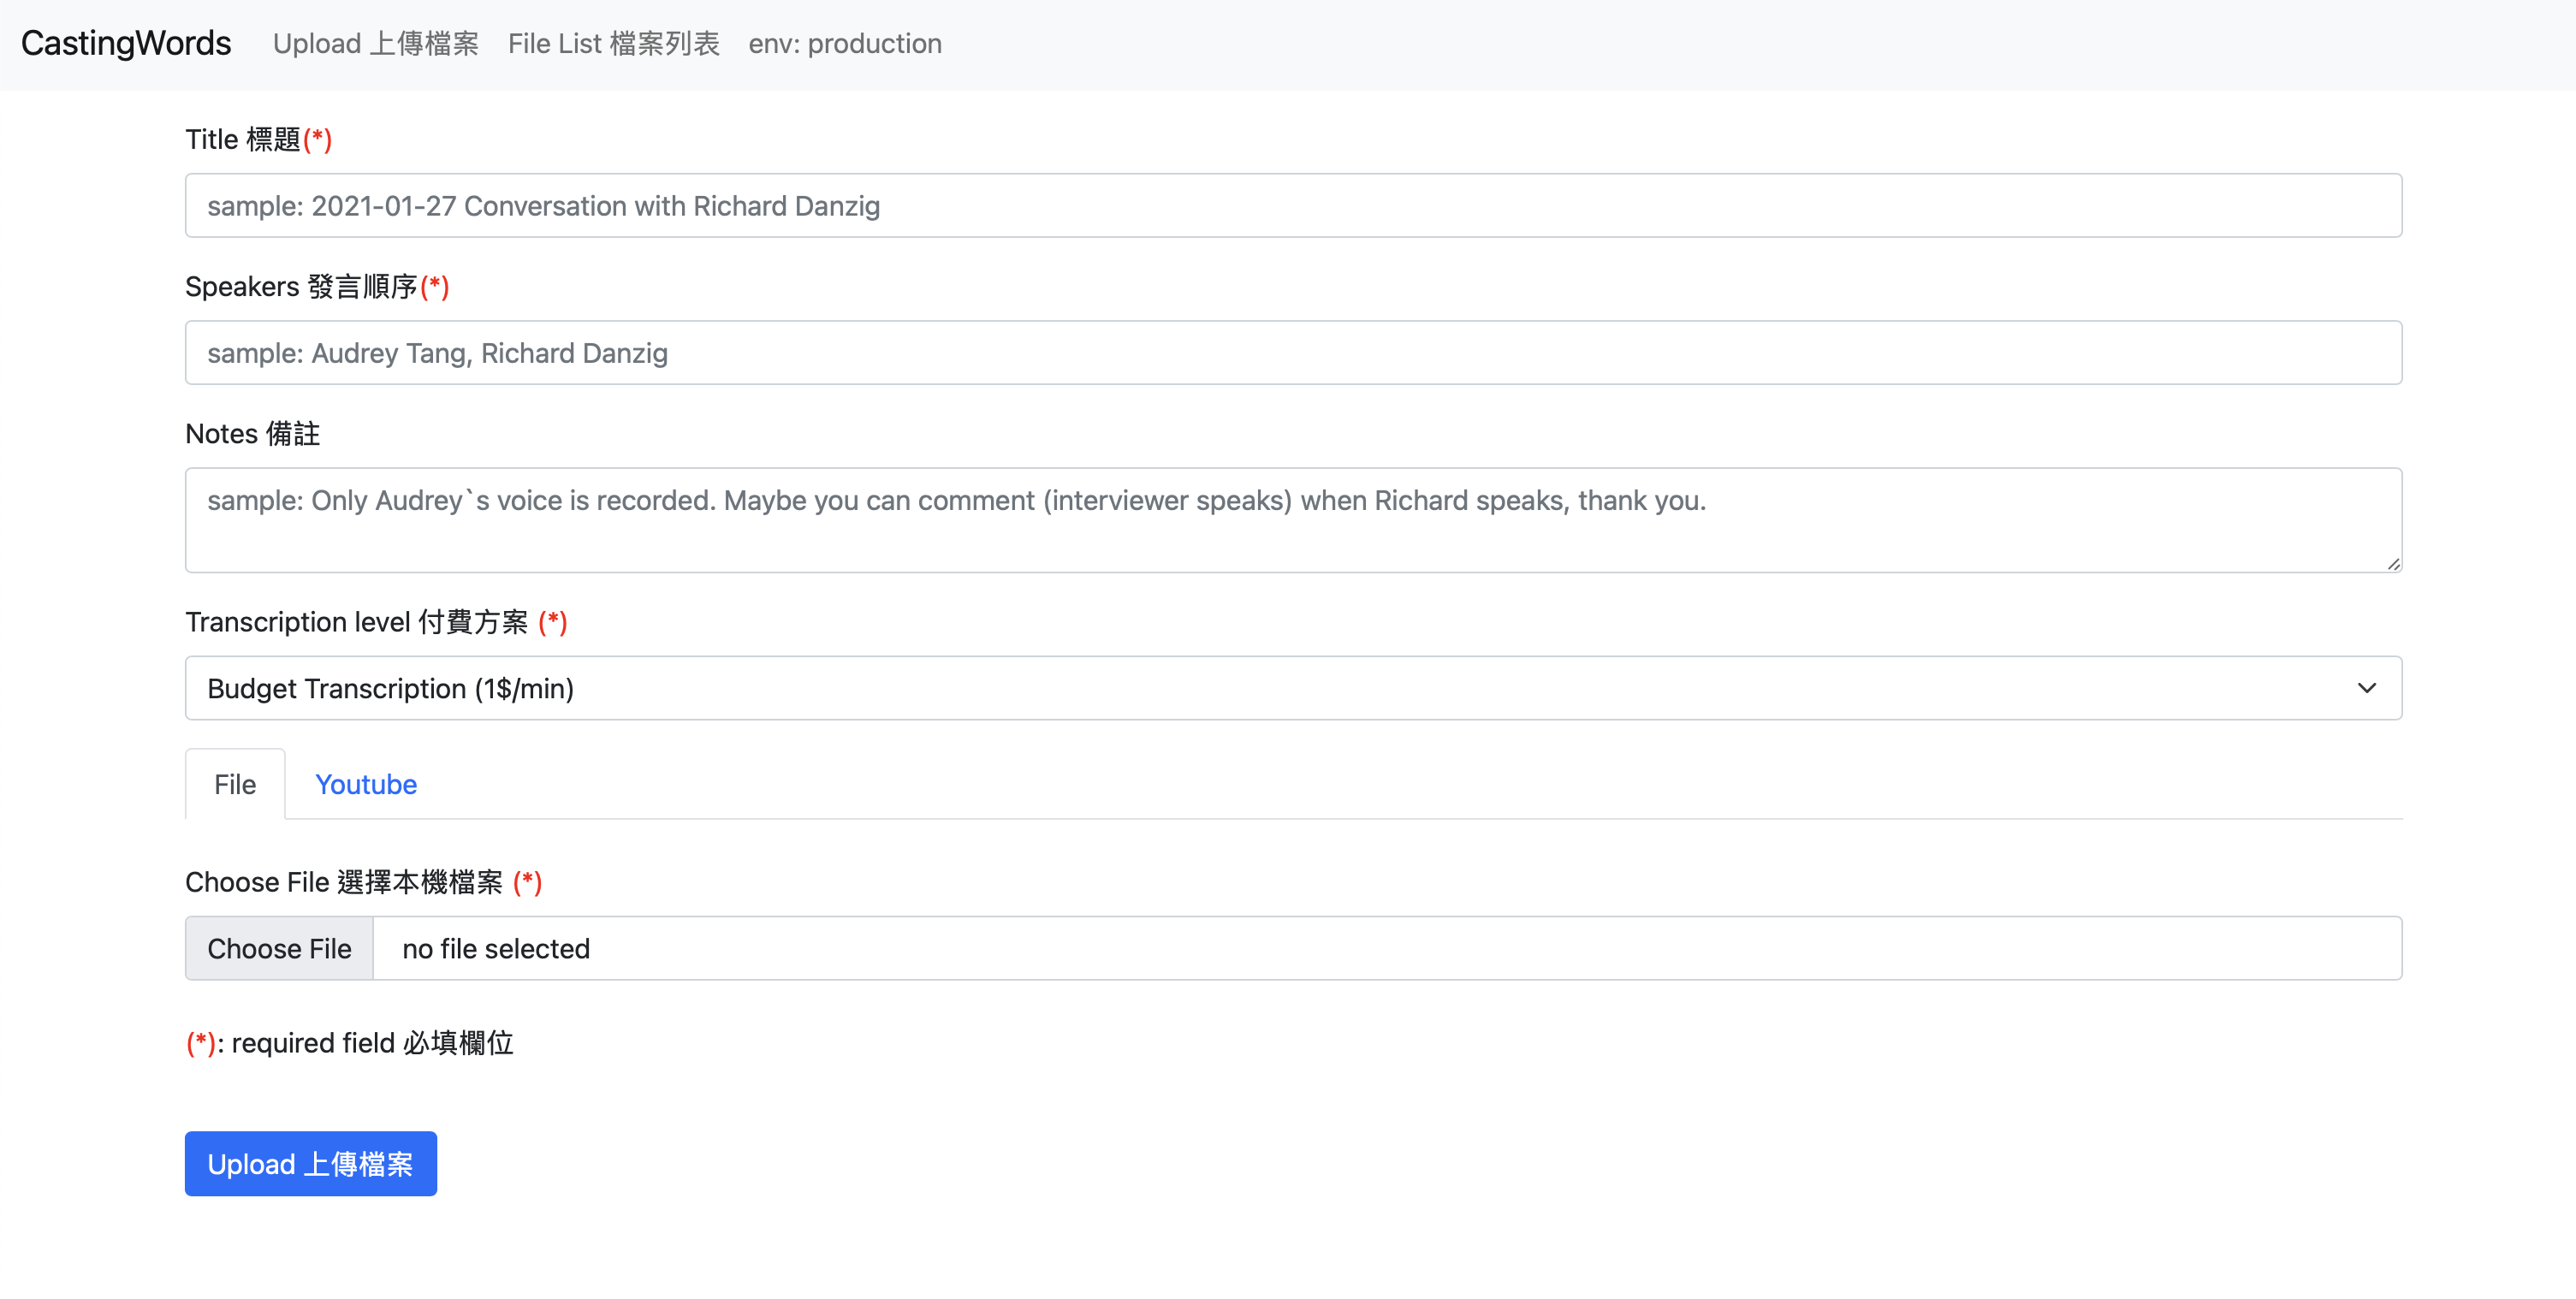 CastingWords Upload 上傳檔案 File List 檔案列表 env: production
Title 標題(*)
sample: 2021-01-27 Conversation with Richard Danzig
Speakers 發言順序(*)
sample: Audrey Tang, Richard Danzig
Notes 備註
sample: Only Audrey`s voice is recorded. Maybe you can comment (interviewer speaks) when Richard speaks, thank you.
Transcription level 付費方案 (*)
Budget Transcription (1$/min)
File Youtube
Choose File 選擇本機檔案 (*)
Choose File no file selected
(*): required field 必填欄位
Upload 上傳檔案